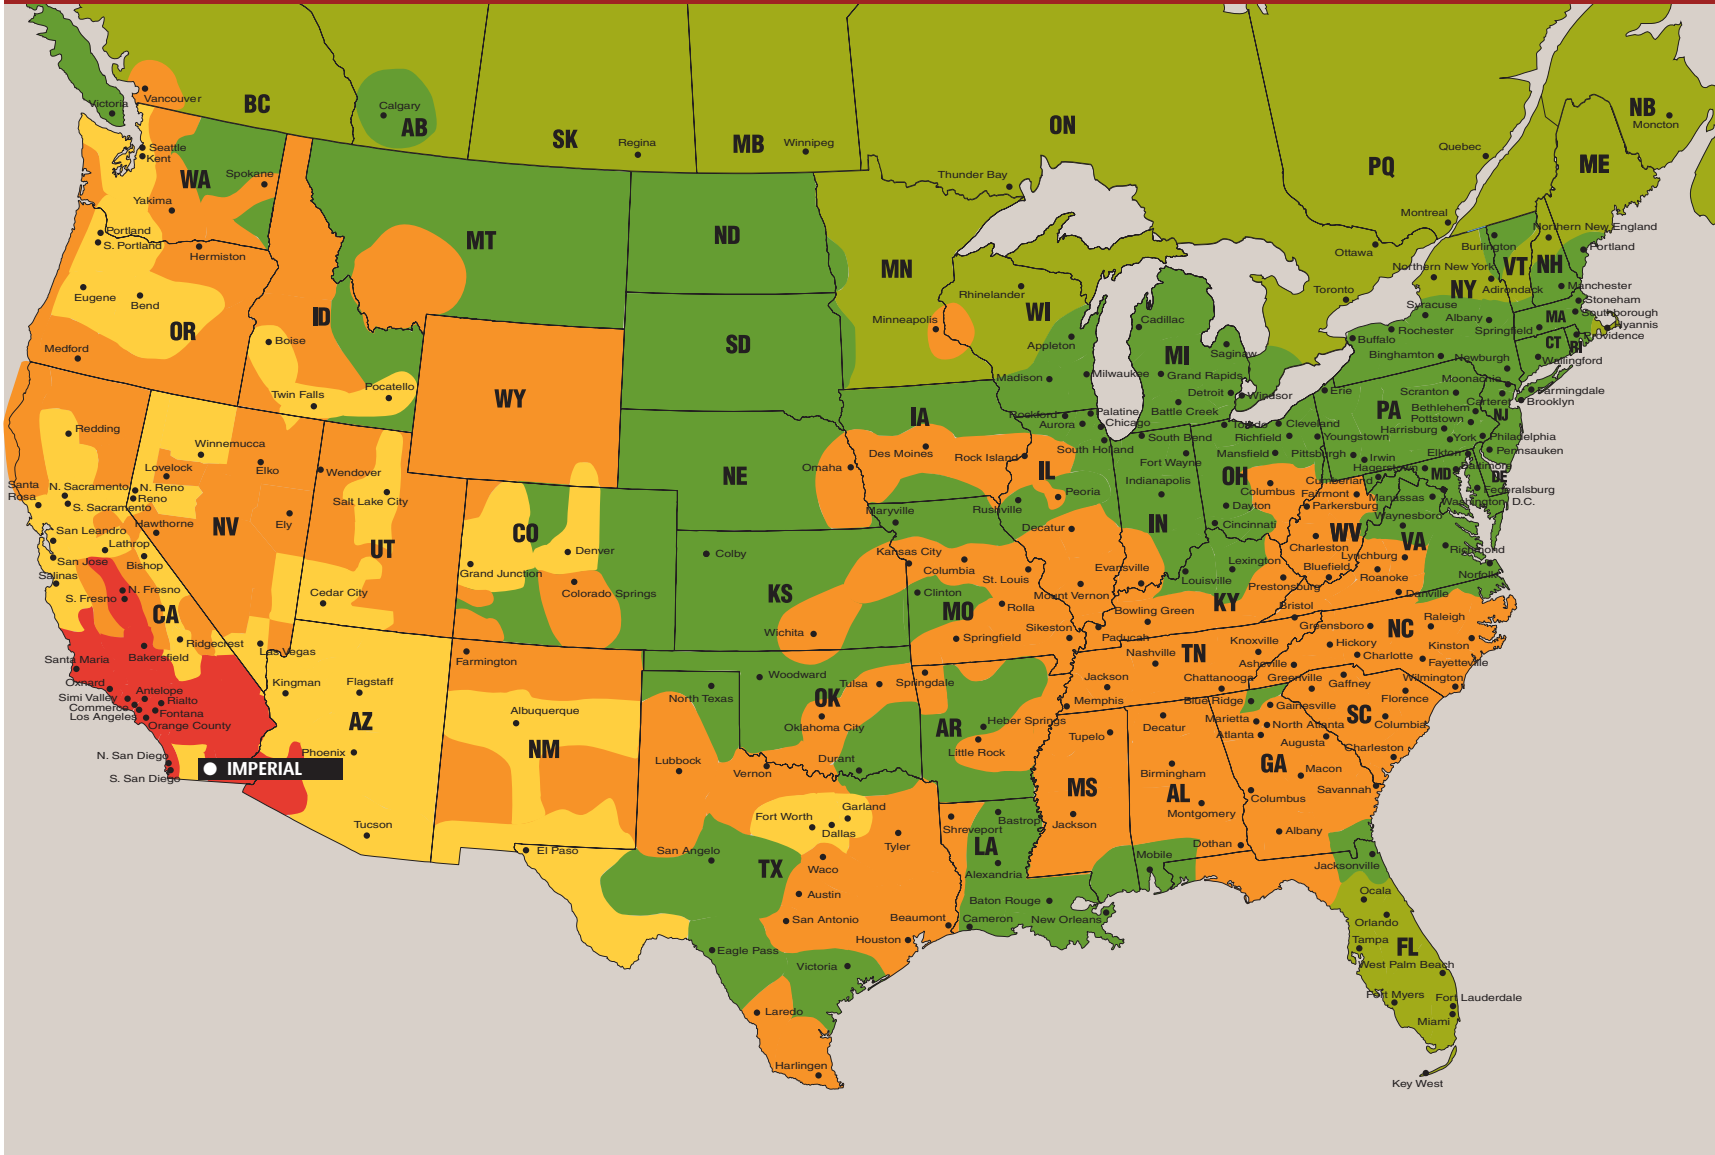 Vancouver
Victoria
BC
Calgary
AB
SK
Regina
MB
Winnipeg
ON
Thunder Bay
PQ
Quebec
Montreal
Ottawa
Toronto
NB
Moncton
ME
Seattle
Kent
WA
Spokane
Yakima
Portland
S. Portland
Hermiston
Eugene
Bend
OR
Medford
ID
Boise
Twin Falls
Pocatello
MT
ND
SD
WY
MN
Minneapolis
Rhinelander
WI
Appleton
Madison
Milwaukee
Cadillac
MI
Saginaw
Grand Rapids
Detroit
Windsor
Battle Creek
Northern New England
Burlington
VT
NH
Portland
Northern New York
NY
Adirondack
Manchester
Stoneham
Southborough
Hyannis
Syracuse
Albany
MA
Springfield
Rochester
Buffalo
CT
RI
Providence
Binghamton
Newburgh
Wallingford
Moonachie
Farmingdale
Brooklyn
Erie
Scranton
Carteret
PA
Bethlehem
NJ
Pottstown
Harrisburg
York
Philadelphia
Pennsauken
Pittsburgh
Irwin
Hagerstown
Elkton
Baltimore
MD
DE
Cumberland
Federalsburg
Fairmont
Manassas
Washington D.C.
Parkersburg
Waynesboro
WV
VA
Charleston
Lynchburg
Richmond
Bluefield
Roanoke
Norfolk
Danville
Redding
Winnemucca
Lovelock
Elko
Wendover
Salt Lake City
Santa
Rosa
N. Sacramento
S. Sacramento
N. Reno
Reno
Hawthorne
NV
Ely
UT
San Leandro
Lathrop
San Jose
Bishop
Salinas
N. Fresno
S. Fresno
CA
Cedar City
Ridgecrest
Las Vegas
Santa Maria
Bakersfield
Oxnard
Antelope
Simi Valley
Rialto
Commerce
Fontana
Los Angeles
Orange County
N. San Diego
S. San Diego
IMPERIAL
Kingman
Flagstaff
AZ
Phoenix
Tucson
CO
Denver
Grand Junction
Colorado Springs
Farmington
Albuquerque
NM
El Paso
NE
Omaha
IA
Des Moines
Rock Island
Rockford
Palatine
Aurora
Chicago
South Holland
IL
Peoria
Decatur
South Bend
Fort Wayne
Indianapolis
IN
Evansville
Toledo
Cleveland
Richfield
Youngstown
Mansfield
OH
Columbus
Dayton
Cincinnati
Maryville
Kansas City
Columbia
St. Louis
Mount Vernon
Colby
KS
Wichita
Clinton
MO
Rolla
Springfield
Sikeston
Lexington
Louisville
Prestonsburg
KY
Bowling Green
Paducah
Bristol
Nashville
TN
Knoxville
Jackson
Memphis
Chattanooga
Greensboro
Raleigh
NC
Hickory
Kinston
Charlotte
Fayetteville
Asheville
Wilmington
Greenville
Gaffney
Florence
SC
Columbia
Charleston
Blue Ridge
Gainesville
Marietta
North Atlanta
Atlanta
Augusta
GA
Macon
Savannah
Columbus
Albany
North Texas
Woodward
OK
Tulsa
Oklahoma City
Durant
Springdale
AR
Heber Springs
Little Rock
Tupelo
MS
Jackson
Decatur
Birmingham
AL
Montgomery
Dothan
Mobile
Lubbock
Vernon
Garland
Fort Worth
Dallas
Tyler
San Angelo
TX
Waco
Austin
San Antonio
Beaumont
Houston
Eagle Pass
Victoria
Laredo
Harlingen
Shreveport
Bastrop
LA
Alexandria
Baton Rouge
Cameron
New Orleans
Jacksonville
Ocala
Orlando
Tampa
FL
West Palm Beach
Fort Myers
Fort Lauderdale
Miami
Key West